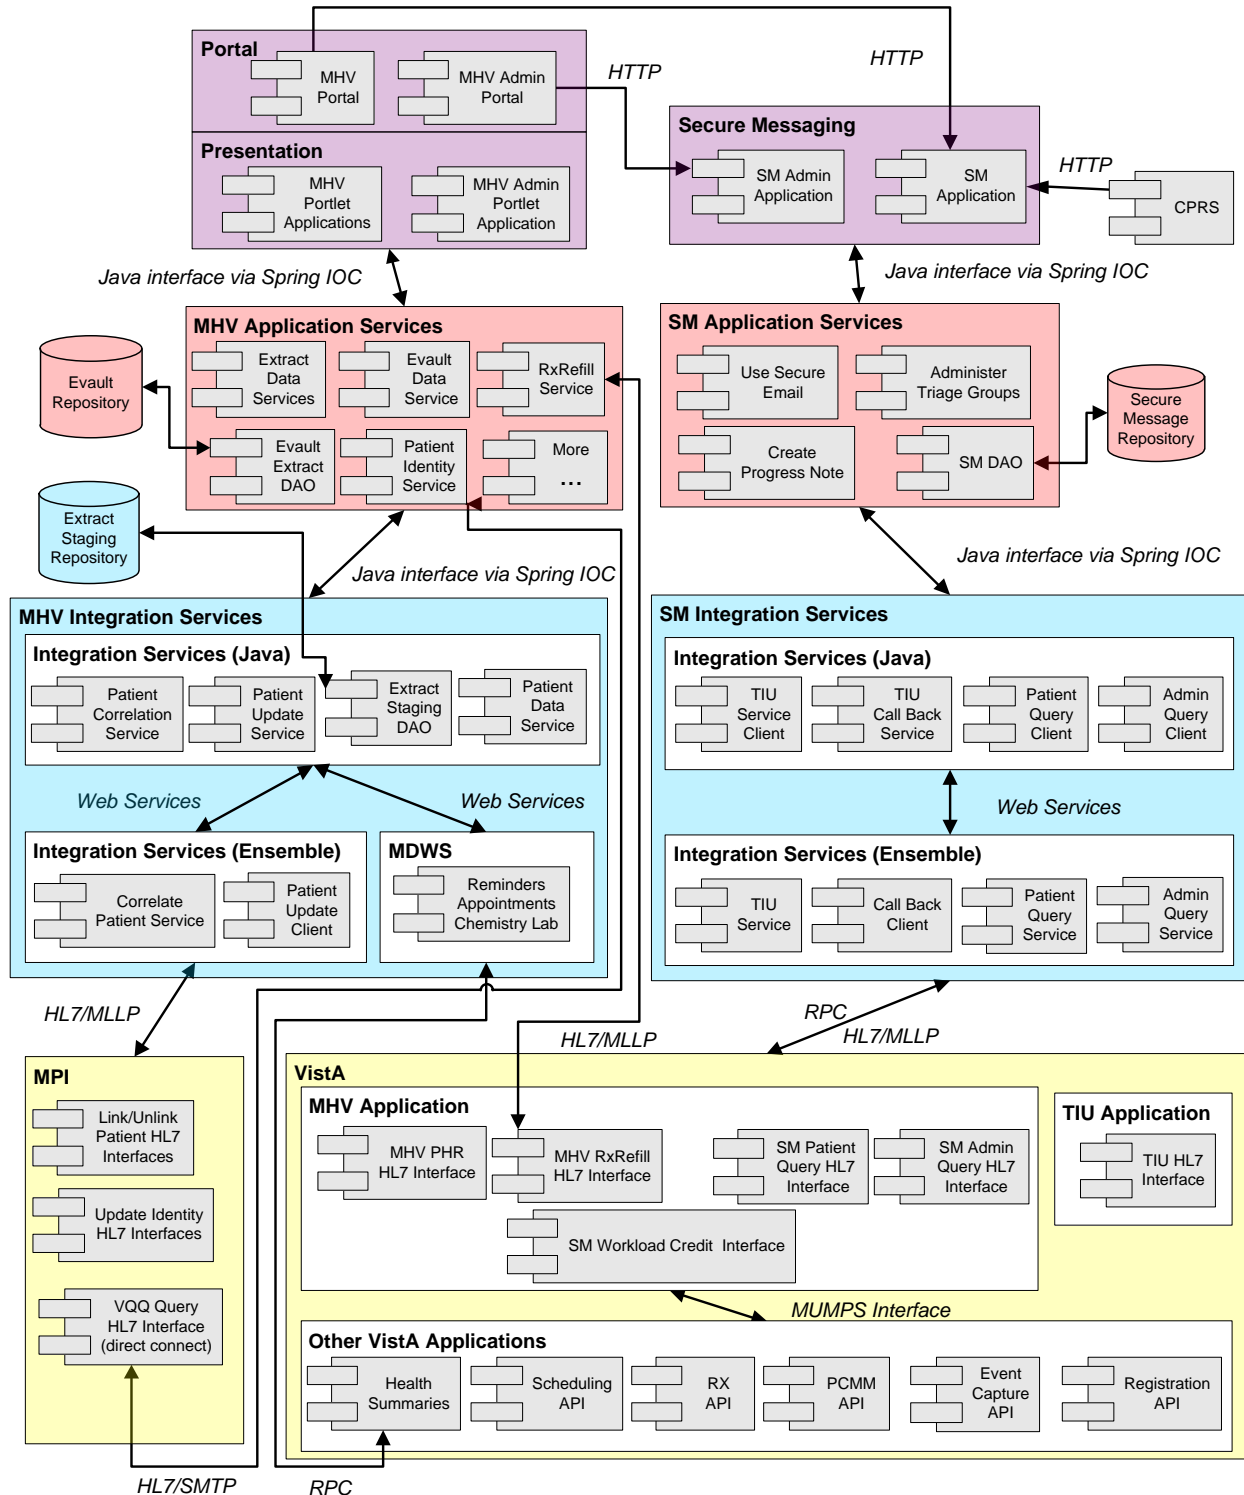 Portal
MHV
Portal
MHV Admin
Portal
HTTP
HTTP
Presentation
MHV
Portlet
Applications
MHV Admin
Portlet
Application
Secure Messaging
SM Admin
Application
SM
Application
HTTP
CPRS
Java interface via Spring IOC
Java interface via Spring IOC
MHV Application Services
Extract
Data
Services
Evault
Data
Service
RxRefill
Service
Evault
Extract
DAO
Patient
Identity
Service
More
...
Evault
Repository
Extract
Staging
Repository
SM Application Services
Use Secure
Email
Administer
Triage Groups
Create
Progress Note
SM DAO
Secure
Message
Repository
Java interface via Spring IOC
Java interface via Spring IOC
MHV Integration Services
Integration Services (Java)
Patient
Correlation
Service
Patient
Update
Service
Extract
Staging
DAO
Patient
Data
Service
Web Services
Web Services
Integration Services (Ensemble)
Correlate
Patient Service
Patient
Update
Client
MDWS
Reminders
Appointments
Chemistry Lab
SM Integration Services
Integration Services (Java)
TIU
Service
Client
TIU
Call Back
Service
Patient
Query
Client
Admin
Query
Client
Web Services
Integration Services (Ensemble)
TIU
Service
Call Back
Client
Patient
Query
Service
Admin
Query
Service
HL7/MLLP
HL7/MLLP
RPC
HL7/MLLP
MPI
Link/Unlink
Patient HL7
Interfaces
Update Identity
HL7 Interfaces
VQQ Query
HL7 Interface
(direct connect)
VistA
MHV Application
MHV PHR
HL7 Interface
MHV RxRefill
HL7 Interface
SM Patient
Query HL7
Interface
SM Admin
Query HL7
Interface
SM Workload Credit Interface
TIU Application
TIU HL7
Interface
MUMPS Interface
Other VistA Applications
Health
Summaries
Scheduling
API
RX
API
PCMM
API
Event
Capture
API
Registration
API
HL7/SMTP
RPC